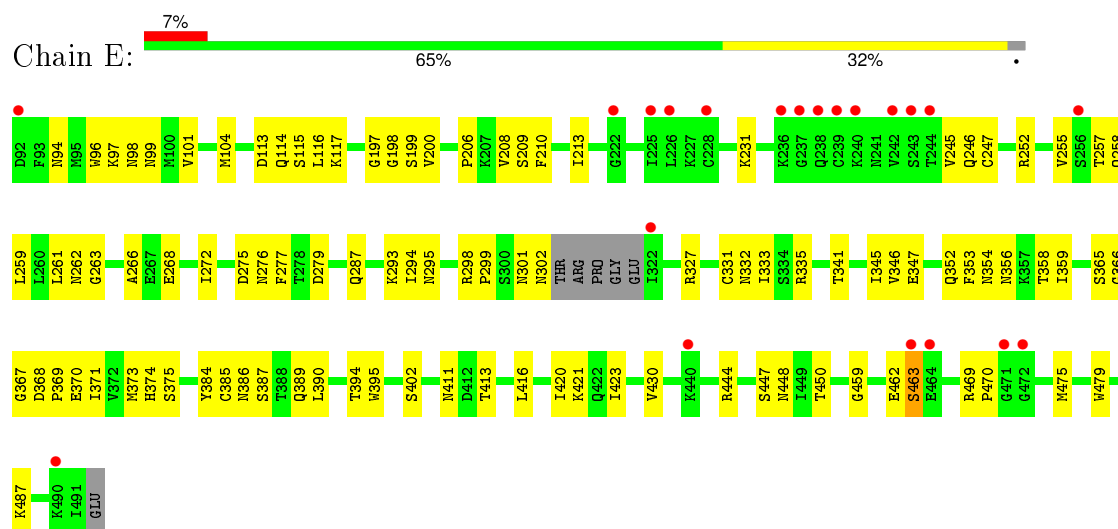 7%
Chain E:
65% 32% •
D92 F93 N94 M95 W96 K97 N98 N99 M100 V101 M104 D113 Q114 S115 L116 K117 G197 G198 S199 V200 P206 K207 V208 S209 F210 I213 G222 I225 L226 K227 C228 K231 K236 G237 Q238 C239 K240 N241 V242 S243 T244 V245 Q246 C247 R252 V255 S256 T257 Q258
L259 L260 L261 N262 G263 A266 E267 E268 I272 D275 N276 F277 T278 D279 Q287 K293 I294 N295 R298 P299 S300 N301 N302 THR ARG PRO GLY GLU I322 R327 C331 N332 I333 S334 R335 T341 I345 V346 E347 Q352 F353 N354 N356 K357 T358 I359 S365 G366
G367 D368 P369 E370 I371 V372 M373 H374 S375 Y384 C385 N386 S387 T388 Q389 L390 T394 W395 S402 N411 D412 T413 L416 I420 K421 Q422 I423 V430 K440 R444 S447 N448 I449 T450 G459 E462 S463 E464 R469 P470 G471 G472 M475 W479
K487 K490 I491 GLU